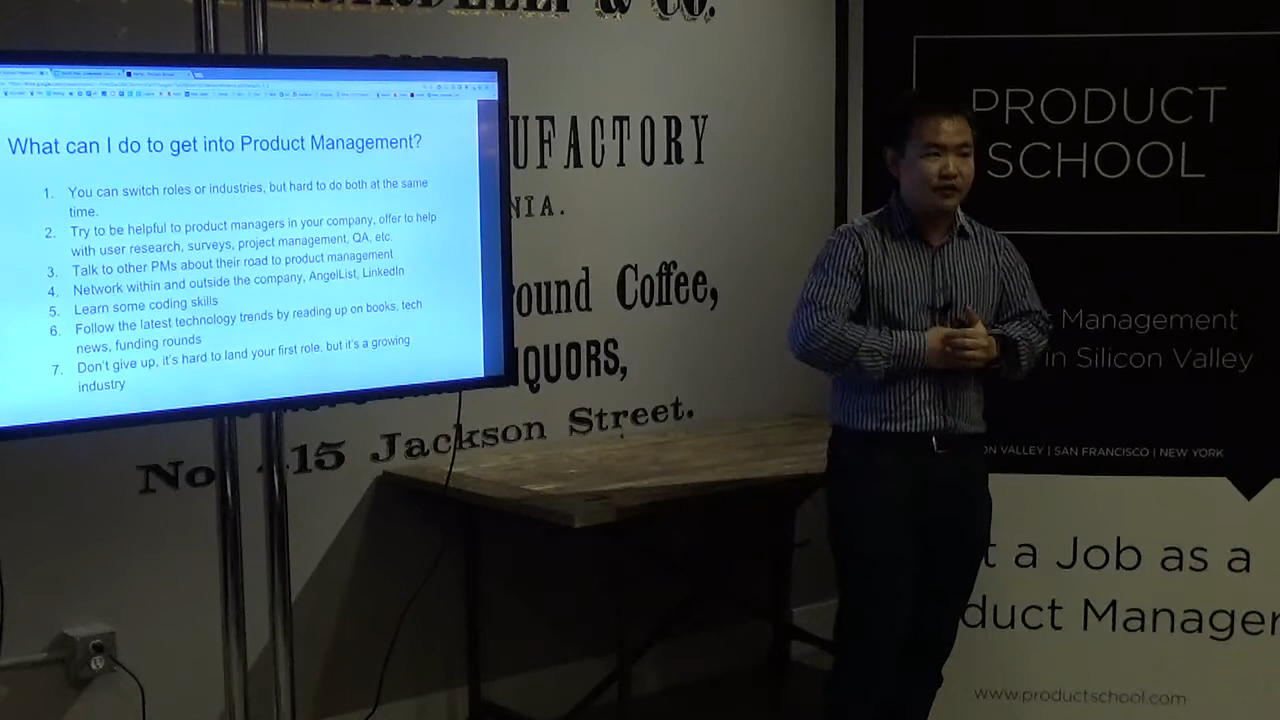 & Co.
What can I do to get into Product Management?
1. You can switch roles or industries, but hard to do both at the same
time.
2. Try to be helpful to product managers in your company, offer to help
with user research, surveys, project management, QA, etc.
3. Talk to other PMs about their road to product management
4. Network within and outside the company, AngelList, LinkedIn
5. Learn some coding skills
6. Follow the latest technology trends by reading up on books, tech
news, funding rounds
7. Don't give up, it's hard to land your first role, but it's a growing
industry
UFACTORY
NIA.
ound Coffee,
IQUORS,
No. 415 Jackson Street.
PRODUCT
SCHOOL
Management
in Silicon Valley
ON VALLEY | SAN FRANCISCO | NEW YORK
t a Job as a
duct Manager
www.productschool.com